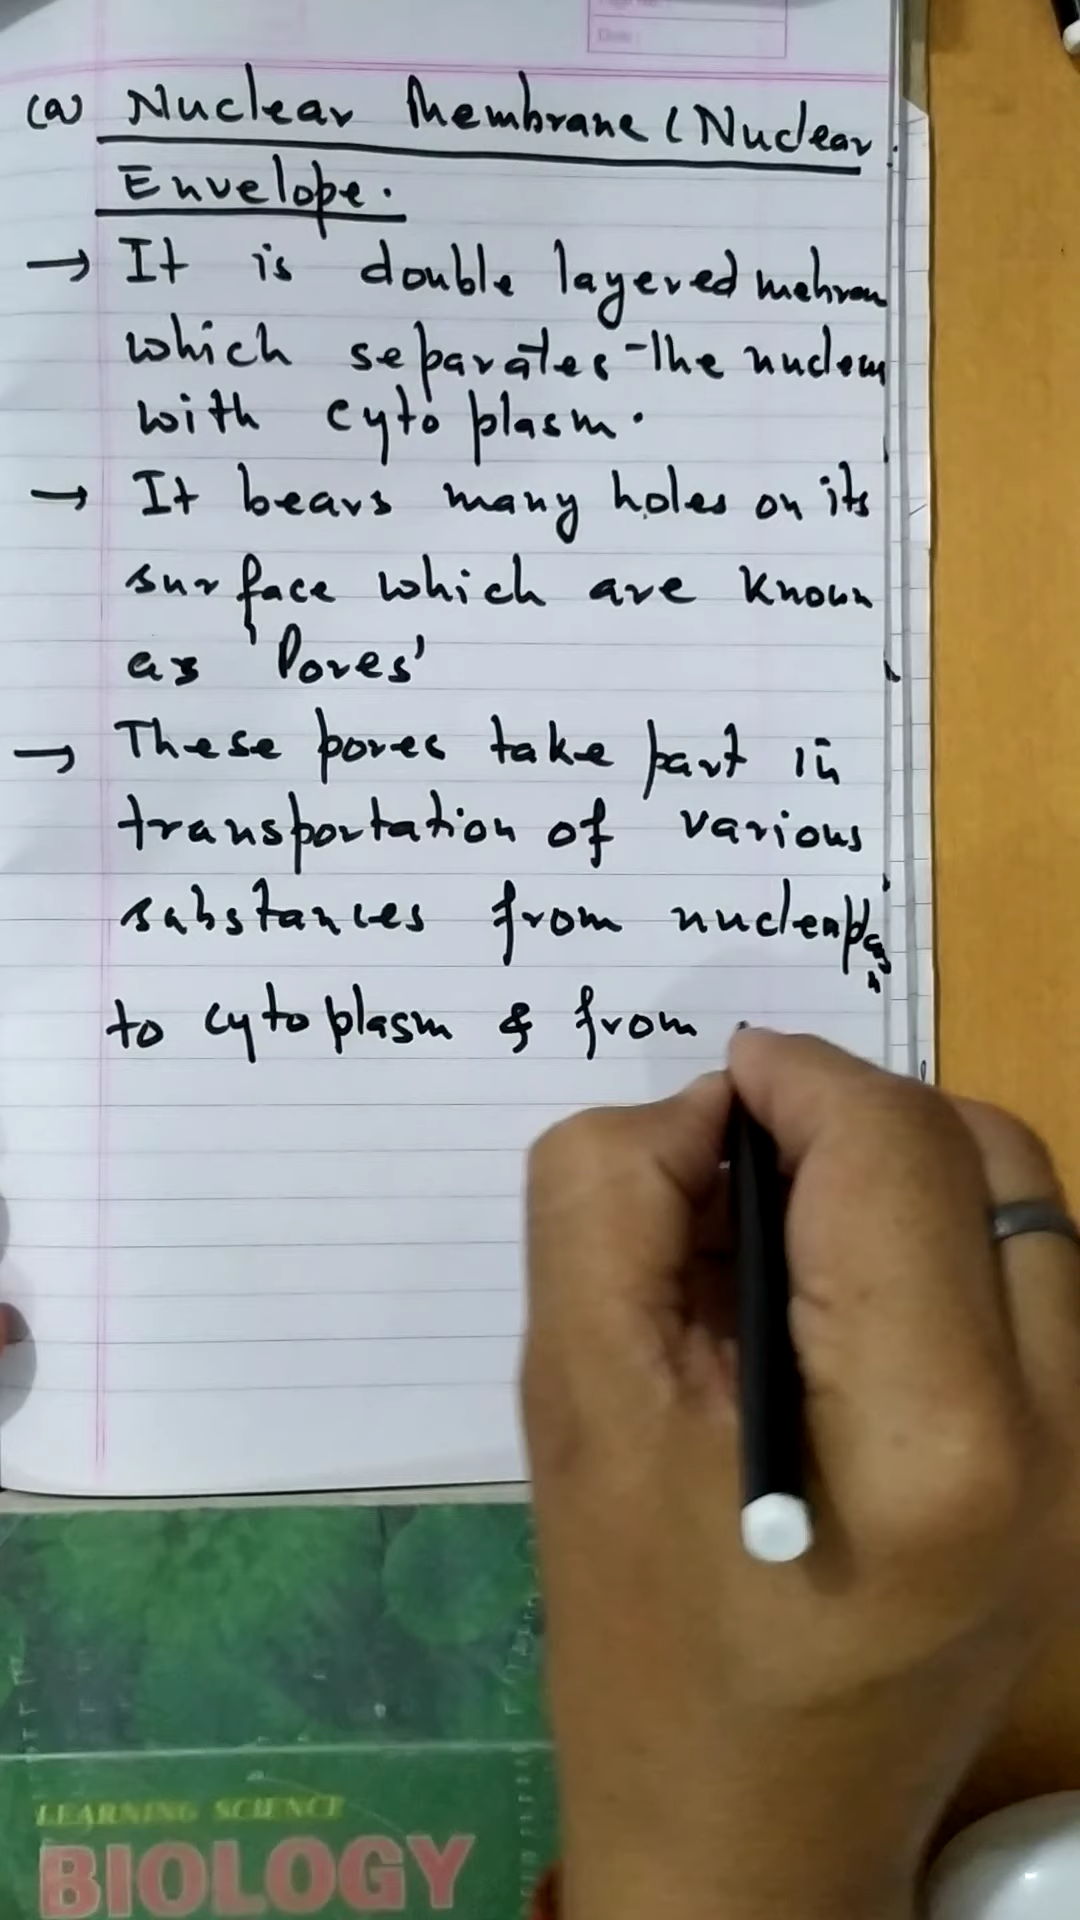 Date:
(a) Nuclear Membrane (Nuclear
Envelope.
→ It is double layered mebran
which separates the nucleus
with cytoplasm.
→ It bears many holes on its
surface which are known
as 'Pores'
→ These pores take part in
transportation of various
substances from
to cytoplasm & from
LEARNING SCIENCE
BIOLOGY